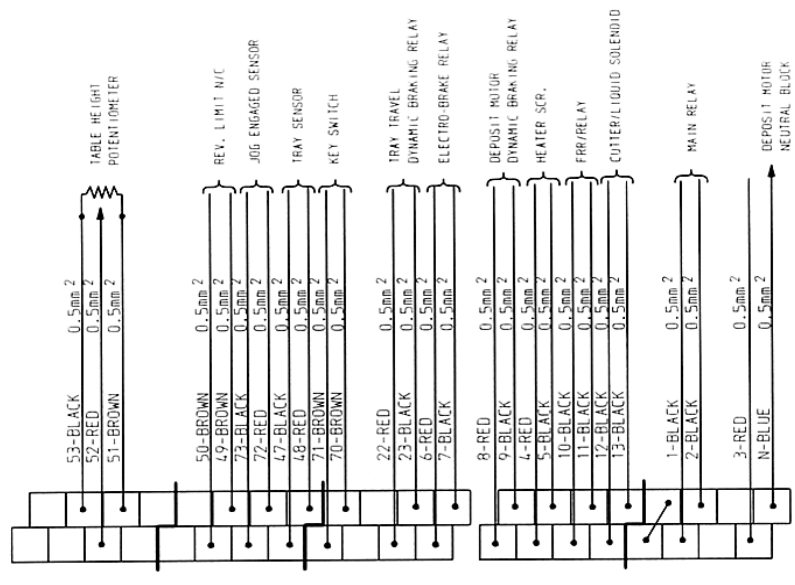 TABLE HEIGHT
POTENTIOMETER
REV. LIMIT N/C
JOG ENGAGED SENSOR
TRAY SENSOR
KEY SWITCH
TRAY TRAVEL
DYNAMIC BRAKING RELAY
ELECTRO-BRAKE RELAY
DEPOSIT MOTOR
DYNAMIC BRAKING RELAY
HEATER SCR.
FRR/RELAY
CUTTER/LIQUID SOLENOID
MAIN RELAY
DEPOSIT MOTOR
NEUTRAL BLOCK
53-BLACK 0.5mm 2
52-RED 0.5mm 2
51-BROWN 0.5mm 2
50-BROWN 0.5mm 2
49-BROWN 0.5mm 2
73-BLACK 0.5mm 2
72-RED 0.5mm 2
47-BLACK 0.5mm 2
48-RED 0.5mm 2
71-BROWN 0.5mm 2
70-BROWN 0.5mm 2
22-RED 0.5mm 2
23-BLACK 0.5mm 2
6-RED 0.5mm 2
7-BLACK 0.5mm 2
8-RED 0.5mm 2
9-BLACK 0.5mm 2
4-RED 0.5mm 2
5-BLACK 0.5mm 2
10-BLACK 0.5mm 2
11-BLACK 0.5mm 2
12-BLACK 0.5mm 2
13-BLACK 0.5mm 2
1-BLACK 0.5mm 2
2-BLACK 0.5mm 2
3-RED 0.5mm 2
N-BLUE 0.5mm 2